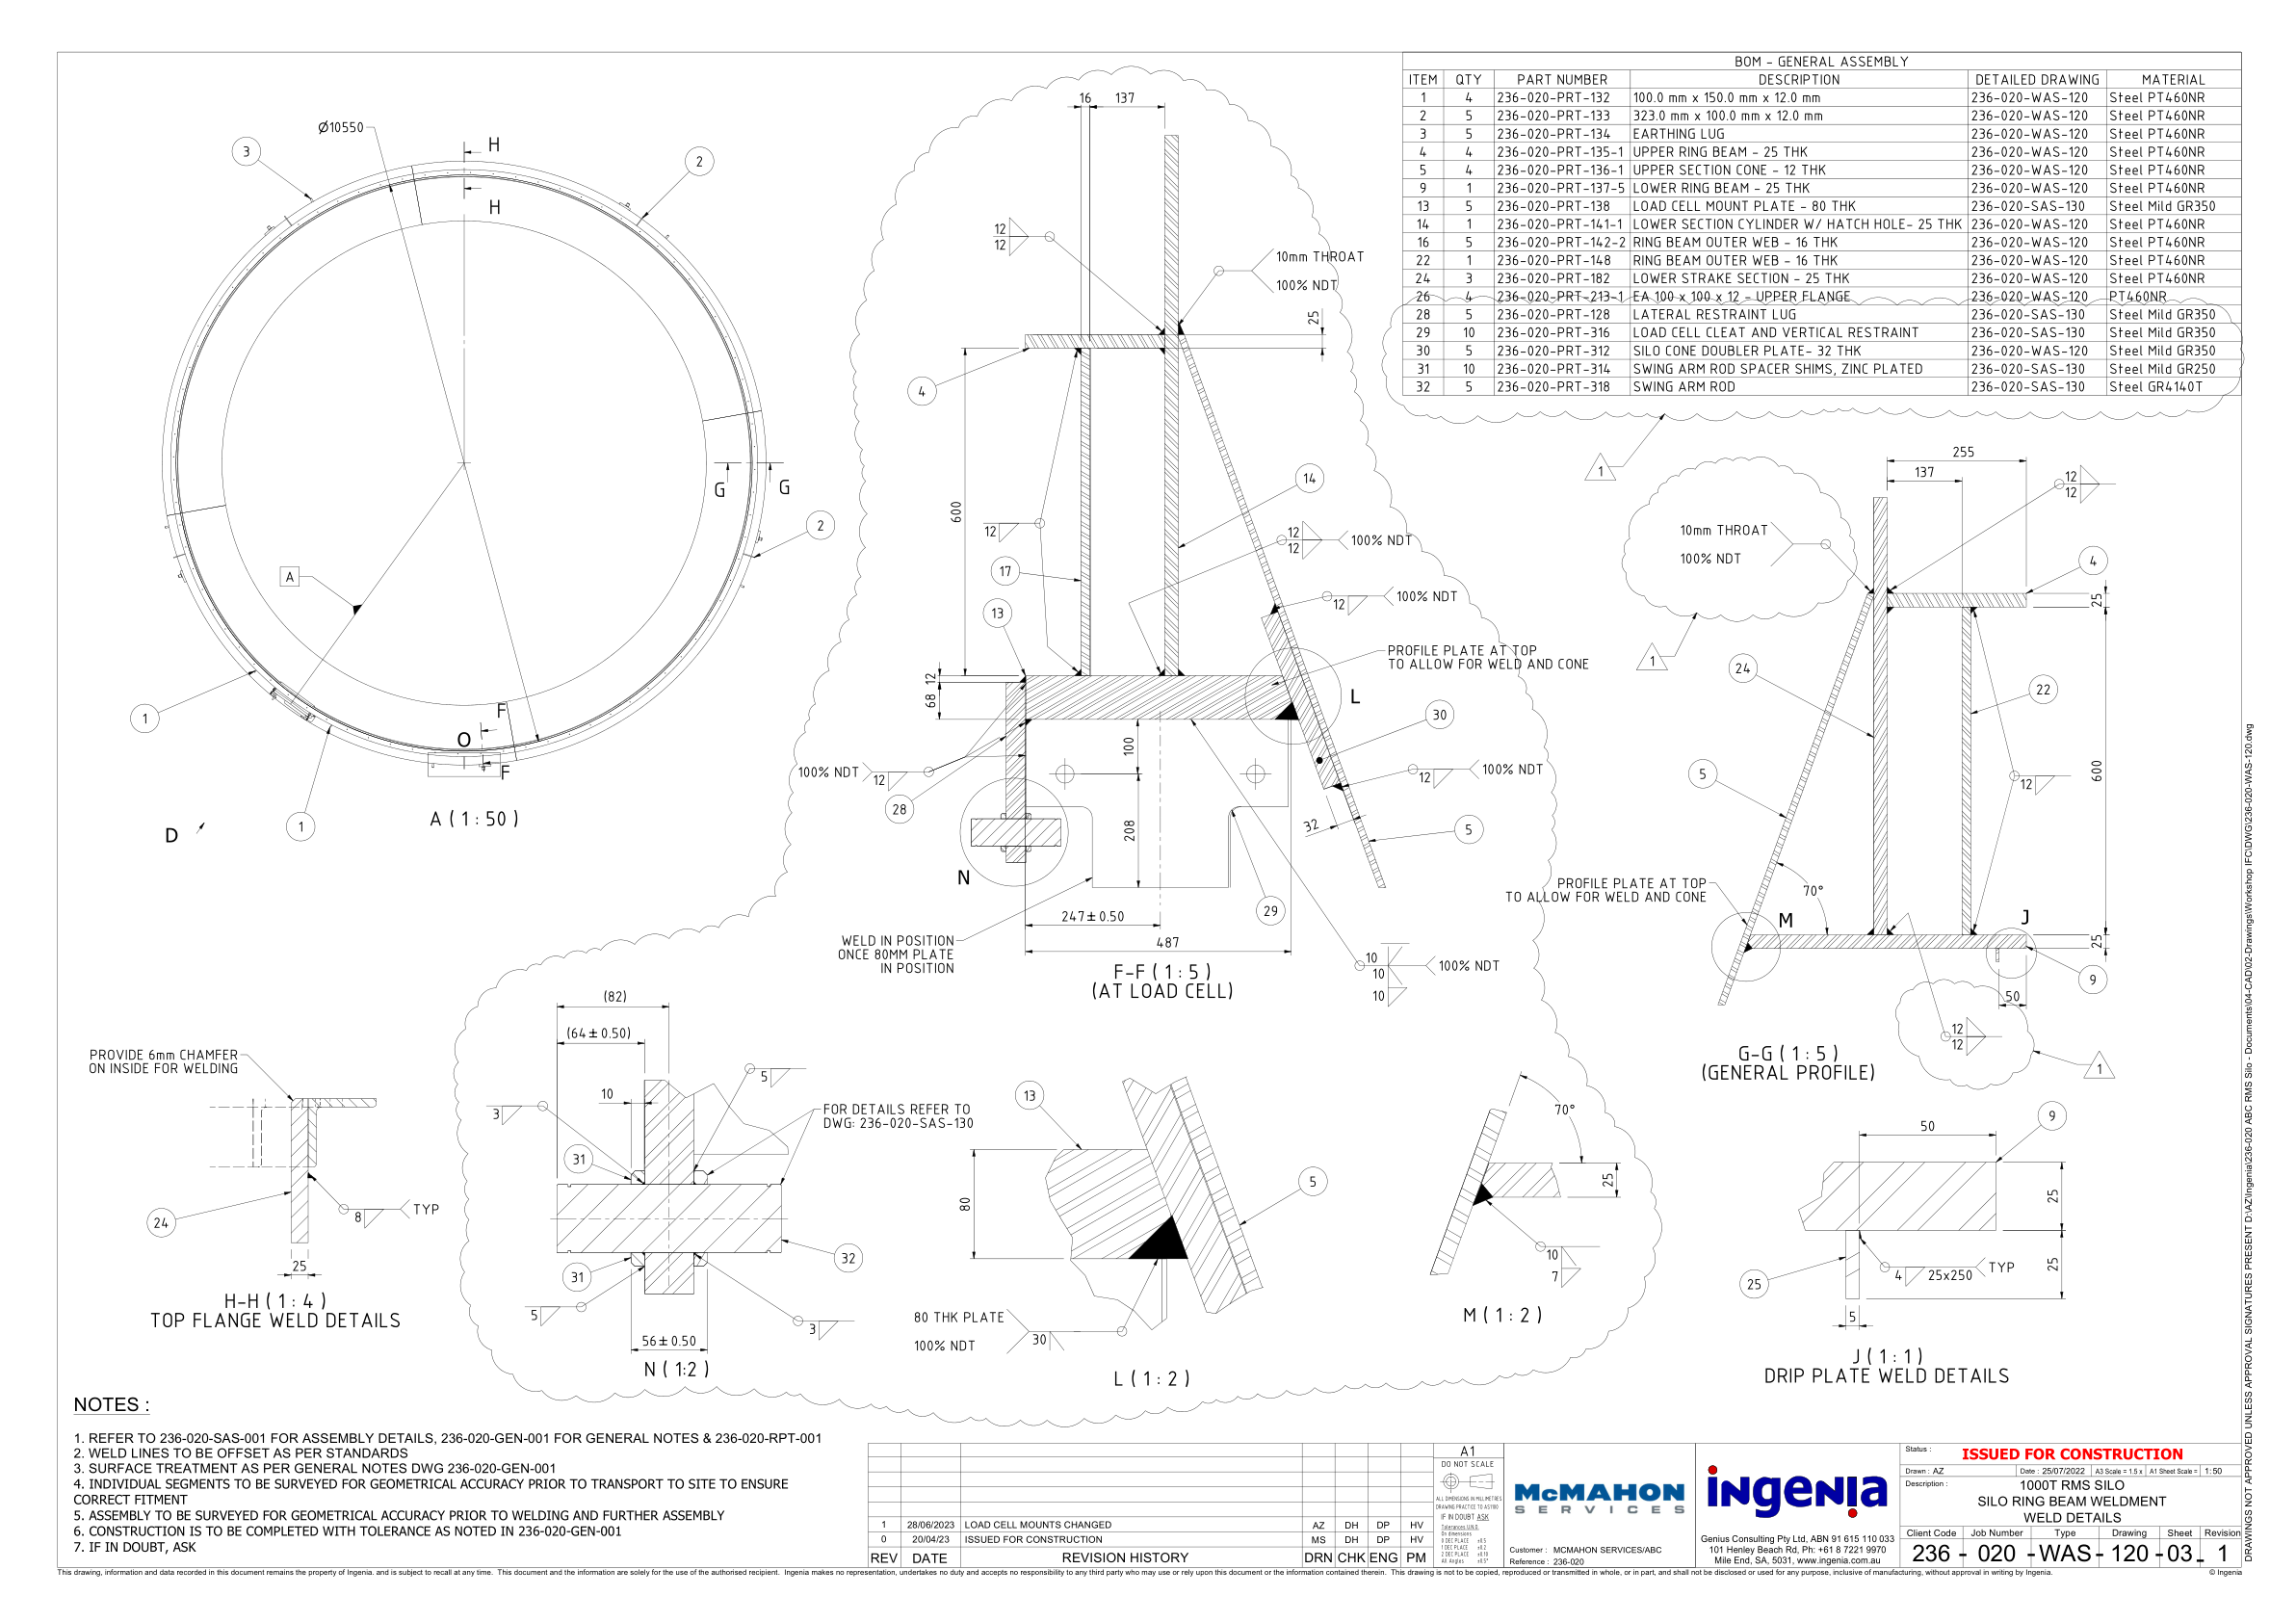 BOM - GENERAL ASSEMBLY
ITEM QTY PART NUMBER DESCRIPTION DETAILED DRAWING MATERIAL
1 4 236-020-PRT-132 100.0 mm x 150.0 mm x 12.0 mm 236-020-WAS-120 Steel PT460NR
2 5 236-020-PRT-133 323.0 mm x 100.0 mm x 12.0 mm 236-020-WAS-120 Steel PT460NR
3 5 236-020-PRT-134 EARTHING LUG 236-020-WAS-120 Steel PT460NR
4 4 236-020-PRT-135-1 UPPER RING BEAM - 25 THK 236-020-WAS-120 Steel PT460NR
5 4 236-020-PRT-136-1 UPPER SECTION CONE - 12 THK 236-020-WAS-120 Steel PT460NR
9 1 236-020-PRT-137-5 LOWER RING BEAM - 25 THK 236-020-WAS-120 Steel PT460NR
13 5 236-020-PRT-138 LOAD CELL MOUNT PLATE - 80 THK 236-020-SAS-130 Steel Mild GR350
14 1 236-020-PRT-141-1 LOWER SECTION CYLINDER W/ HATCH HOLE- 25 THK 236-020-WAS-120 Steel PT460NR
16 5 236-020-PRT-142-2 RING BEAM OUTER WEB - 16 THK 236-020-WAS-120 Steel PT460NR
22 1 236-020-PRT-148 RING BEAM OUTER WEB - 16 THK 236-020-WAS-120 Steel PT460NR
24 3 236-020-PRT-182 LOWER STRAKE SECTION - 25 THK 236-020-WAS-120 Steel PT460NR
26 4 236-020-PRT-213-1 EA 100 x 100 x 12 - UPPER FLANGE 236-020-WAS-120 PT460NR
28 5 236-020-PRT-128 LATERAL RESTRAINT LUG 236-020-SAS-130 Steel Mild GR350
29 10 236-020-PRT-316 LOAD CELL CLEAT AND VERTICAL RESTRAINT 236-020-SAS-130 Steel Mild GR350
30 5 236-020-PRT-312 SILO CONE DOUBLER PLATE- 32 THK 236-020-WAS-120 Steel Mild GR350
31 10 236-020-PRT-314 SWING ARM ROD SPACER SHIMS, ZINC PLATED 236-020-SAS-130 Steel Mild GR250
32 5 236-020-PRT-318 SWING ARM ROD 236-020-SAS-130 Steel GR4140T
1
Ø10550
3
H
2
H
G
G
2
A
1
F
O
F
1
D
A ( 1 : 50 )
16
137
12
12
10mm THROAT
100% NDT
25
4
600
14
12
12
12
100% NDT
17
12
100% NDT
13
PROFILE PLATE AT TOP
TO ALLOW FOR WELD AND CONE
12
68
L
30
100
100% NDT
12
12
100% NDT
28
208
32
5
N
29
247±0.50
WELD IN POSITION
ONCE 80MM PLATE
IN POSITION
487
10
10
10
100% NDT
F-F ( 1 : 5 )
(AT LOAD CELL)
255
137
12
12
10mm THROAT
100% NDT
4
25
1
24
22
600
5
12
PROFILE PLATE AT TOP
TO ALLOW FOR WELD AND CONE
70°
M
J
25
9
50
12
12
1
G-G ( 1 : 5 )
(GENERAL PROFILE)
PROVIDE 6mm CHAMFER
ON INSIDE FOR WELDING
24
8
TYP
25
H-H ( 1 : 4 )
TOP FLANGE WELD DETAILS
(82)
(64±0.50)
10
5
3
FOR DETAILS REFER TO
DWG: 236-020-SAS-130
31
32
31
5
3
56±0.50
N ( 1:2 )
13
80
5
80 THK PLATE
100% NDT
30
L ( 1 : 2 )
70°
25
10
7
M ( 1 : 2 )
9
50
25
25
25
4
25x250
TYP
5
J ( 1 : 1 )
DRIP PLATE WELD DETAILS
NOTES :
1. REFER TO 236-020-SAS-001 FOR ASSEMBLY DETAILS, 236-020-GEN-001 FOR GENERAL NOTES & 236-020-RPT-001
2. WELD LINES TO BE OFFSET AS PER STANDARDS
3. SURFACE TREATMENT AS PER GENERAL NOTES DWG 236-020-GEN-001
4. INDIVIDUAL SEGMENTS TO BE SURVEYED FOR GEOMETRICAL ACCURACY PRIOR TO TRANSPORT TO SITE TO ENSURE
CORRECT FITMENT
5. ASSEMBLY TO BE SURVEYED FOR GEOMETRICAL ACCURACY PRIOR TO WELDING AND FURTHER ASSEMBLY
6. CONSTRUCTION IS TO BE COMPLETED WITH TOLERANCE AS NOTED IN 236-020-GEN-001
7. IF IN DOUBT, ASK
1 28/06/2023 LOAD CELL MOUNTS CHANGED AZ DH DP HV
0 20/04/23 ISSUED FOR CONSTRUCTION MS DH DP HV
REV DATE REVISION HISTORY DRN CHK ENG PM
A1
DO NOT SCALE
ALL DIMENSIONS IN MILLIMETRES
DRAWING PRACTICE TO AS1100
IF IN DOUBT ASK
Tolerances U.N.O.
On dimensions
0 DEC PLACE ±0.5
1 DEC PLACE ±0.2
2 DEC PLACE ±0.10
All Angles ±0.5°
McMAHON
SERVICES
Customer : MCMAHON SERVICES/ABC
Reference : 236-020
ingenia
Genius Consulting Pty Ltd, ABN 91 615 110 033
101 Henley Beach Rd, Ph: +61 8 7221 9970
Mile End, SA, 5031, www.ingenia.com.au
Status : ISSUED FOR CONSTRUCTION
Drawn : AZ Date : 25/07/2022 A3 Scale = 1.5 x A1 Sheet Scale = 1:50
Description : 1000T RMS SILO
SILO RING BEAM WELDMENT
WELD DETAILS
Client Code Job Number Type Drawing Sheet Revision
236 - 020 -WAS- 120 -03- 1
This drawing, information and data recorded in this document remains the property of Ingenia. and is subject to recall at any time. This document and the information are solely for the use of the authorised recipient. Ingenia makes no representation, undertakes no duty and accepts no responsibility to any third party who may use or rely upon this document or the information contained therein. This drawing is not to be copied, reproduced or transmitted in whole, or in part, and shall not be disclosed or used for any purpose, inclusive of manufacturing, without approval in writing by Ingenia.
© Ingenia
DRAWINGS NOT APPROVED UNLESS APPROVAL SIGNATURES PRESENT D:\AZ\Ingenia\236-020 ABC RMS Silo - Documents\04-CAD\02-Drawings\Workshop IFC\DWG\236-020-WAS-120.dwg